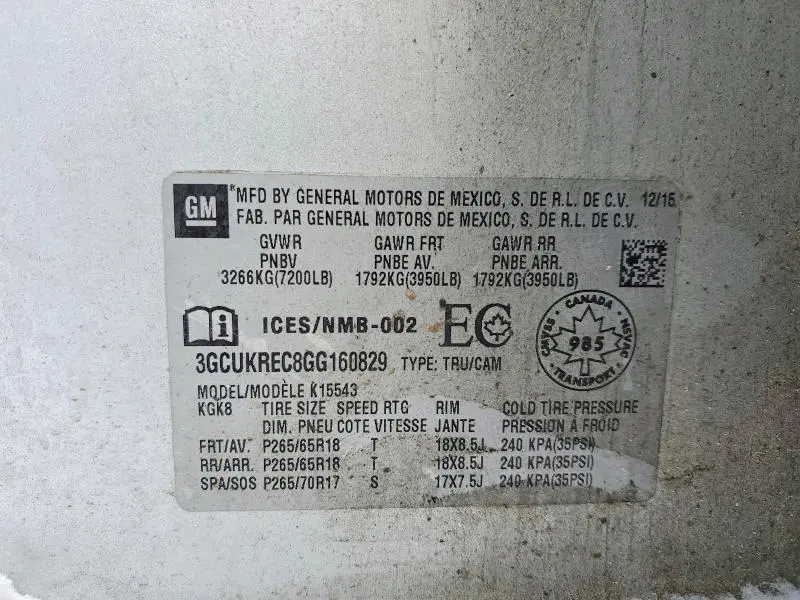 GM ® MFD BY GENERAL MOTORS DE MEXICO, S. DE R.L. DE C.V. 12/15
FAB. PAR GENERAL MOTORS DE MEXICO, S. DE R.L. DE C.V.
GVWR GAWR FRT GAWR RR
PNBV PNBE AV. PNBE ARR.
3266KG(7200LB) 1792KG(3950LB) 1792KG(3950LB)
i ICES/NMB-002 EC
CANADA
CMVSS 985 NSVAC
TRANSPORT
3GCUKREC8GG160829 TYPE: TRU/CAM
MODEL/MODÈLE K15543
KGK8 TIRE SIZE SPEED RTG RIM COLD TIRE PRESSURE
DIM. PNEU COTE VITESSE JANTE PRESSION À FROID
FRT/AV. P265/65R18 T 18X8.5J 240 KPA(35PSI)
RR/ARR. P265/65R18 T 18X8.5J 240 KPA(35PSI)
SPA/SOS P265/70R17 S 17X7.5J 240 KPA(35PSI)